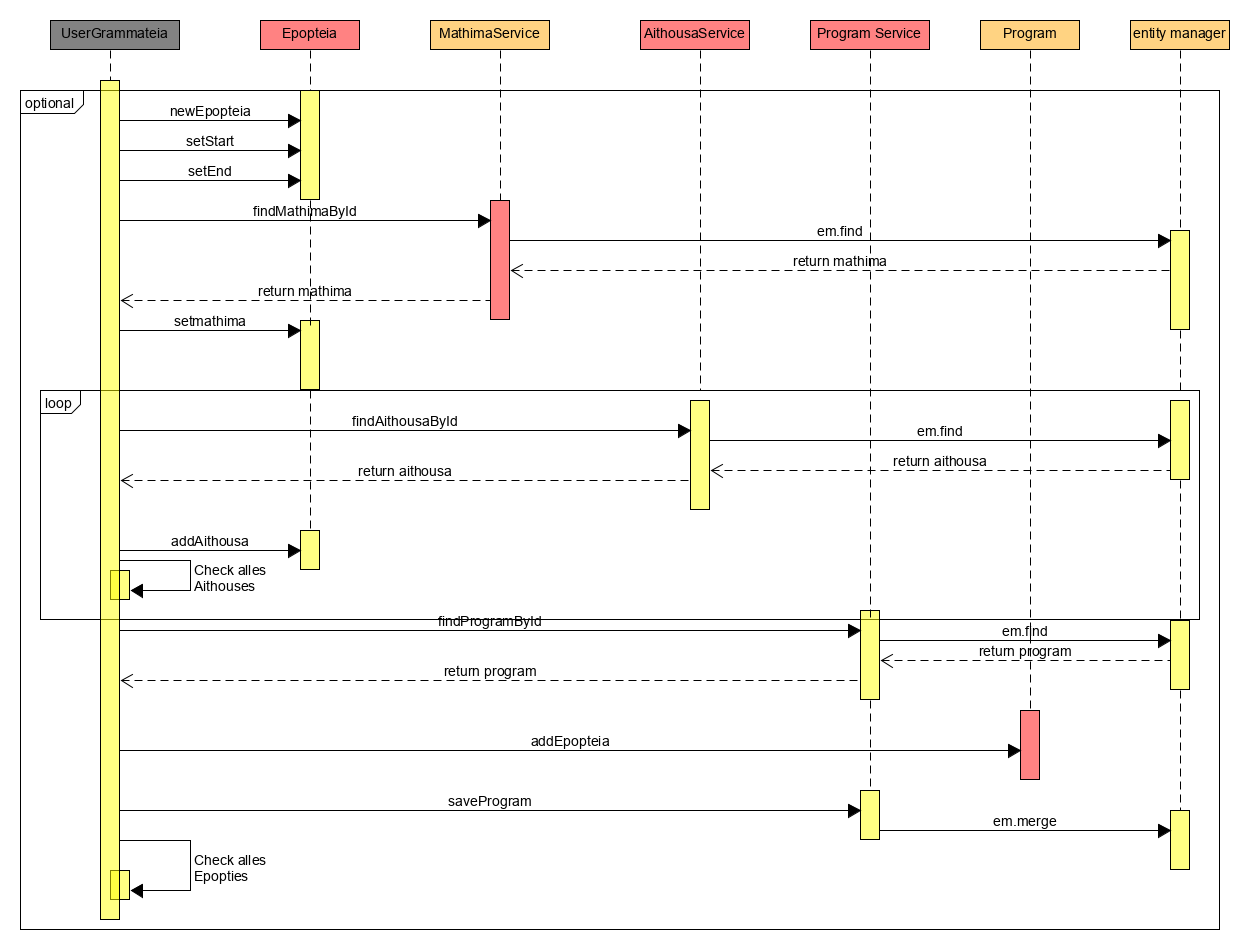 UserGrammateia
Epopteia
MathimaService
AithousaService
Program Service
Program
entity manager
optional
newEpopteia
setStart
setEnd
findMathimaById
em.find
return mathima
return mathima
setmathima
loop
findAithousaById
em.find
return aithousa
return aithousa
addAithousa
Check alles
Aithouses
findProgramById
em.find
return program
return program
addEpopteia
saveProgram
em.merge
Check alles
Epopties